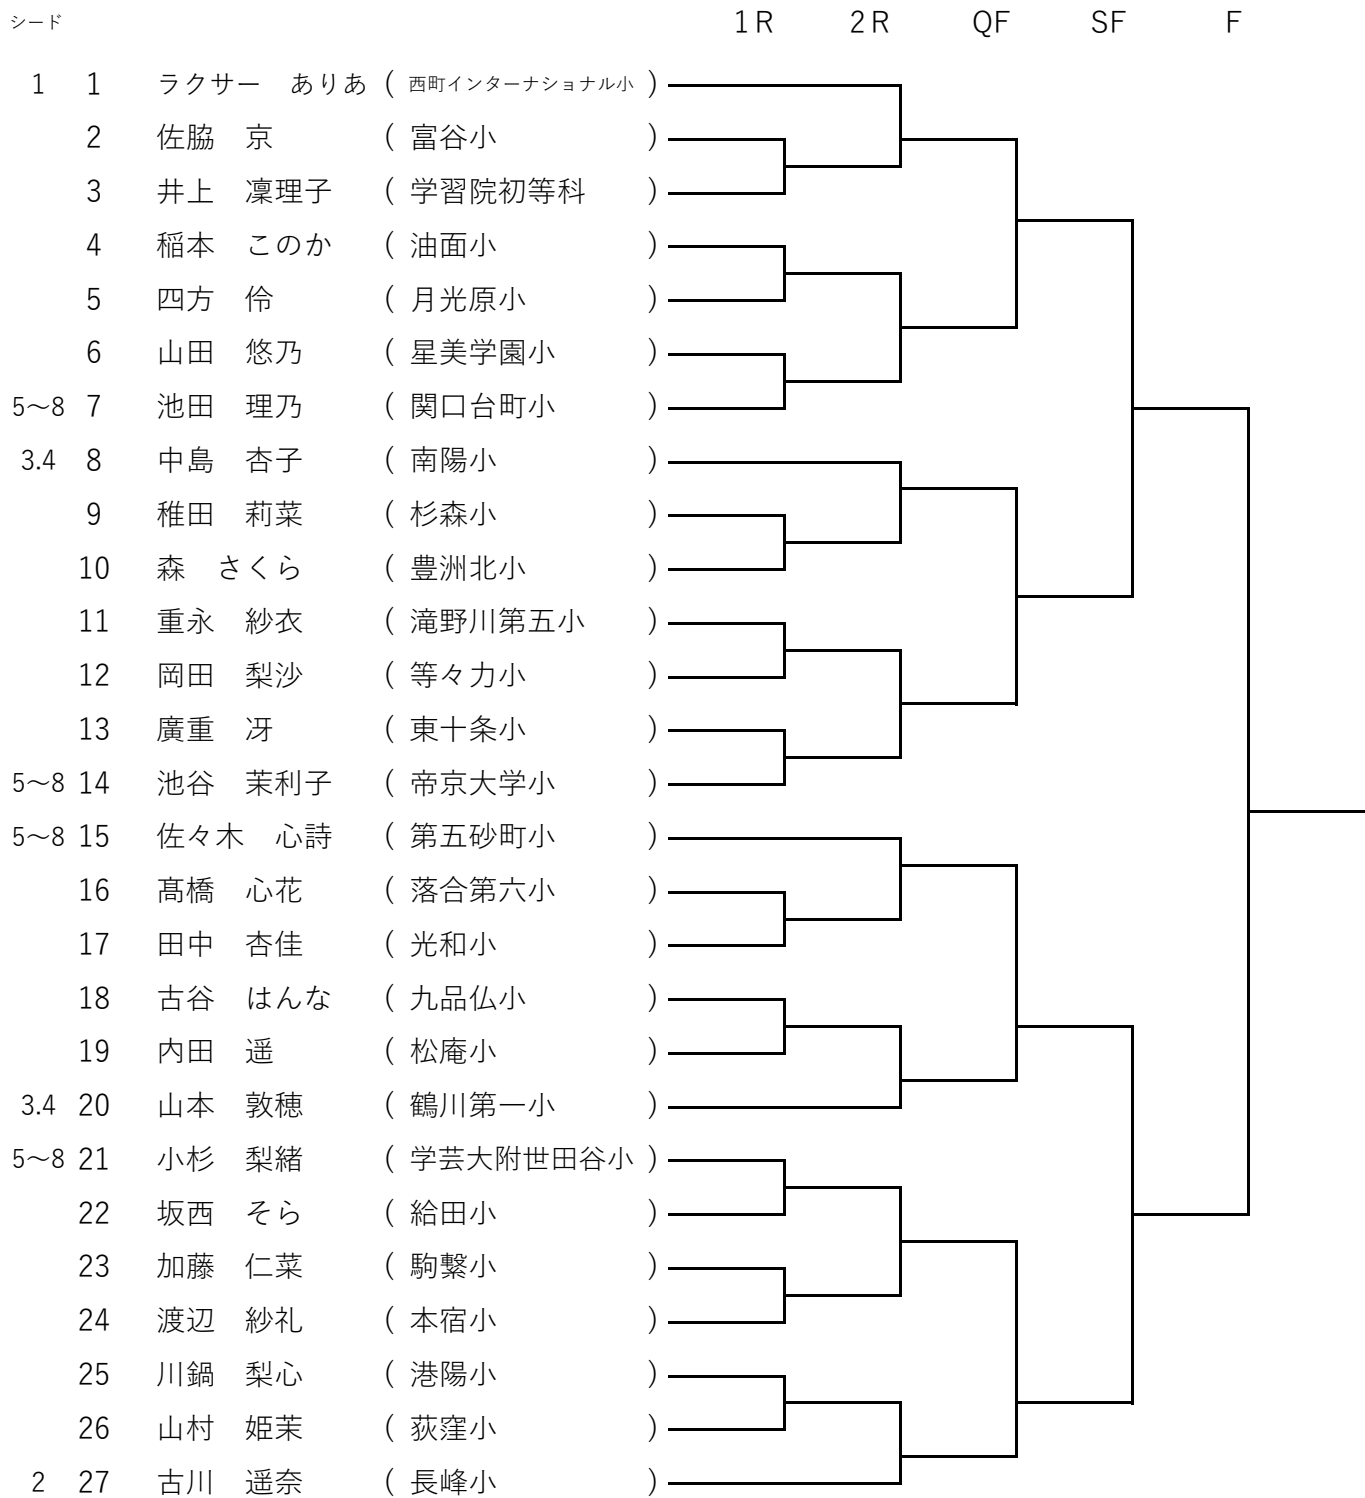 シード 1R 2R QF SF F
1 1 ラクサー ありあ ( 西町インターナショナル小 )
2 佐脇 京 ( 富谷小 )
3 井上 凜理子 ( 学習院初等科 )
4 稲本 このか ( 油面小 )
5 四方 伶 ( 月光原小 )
6 山田 悠乃 ( 星美学園小 )
5～8 7 池田 理乃 ( 関口台町小 )
3.4 8 中島 杏子 ( 南陽小 )
9 稚田 莉菜 ( 杉森小 )
10 森 さくら ( 豊洲北小 )
11 重永 紗衣 ( 滝野川第五小 )
12 岡田 梨沙 ( 等々力小 )
13 廣重 冴 ( 東十条小 )
5～8 14 池谷 茉利子 ( 帝京大学小 )
5～8 15 佐々木 心詩 ( 第五砂町小 )
16 髙橋 心花 ( 落合第六小 )
17 田中 杏佳 ( 光和小 )
18 古谷 はんな ( 九品仏小 )
19 内田 遥 ( 松庵小 )
3.4 20 山本 敦穂 ( 鶴川第一小 )
5～8 21 小杉 梨緒 ( 学芸大附世田谷小 )
22 坂西 そら ( 給田小 )
23 加藤 仁菜 ( 駒繋小 )
24 渡辺 紗礼 ( 本宿小 )
25 川鍋 梨心 ( 港陽小 )
26 山村 姫茉 ( 荻窪小 )
2 27 古川 遥奈 ( 長峰小 )